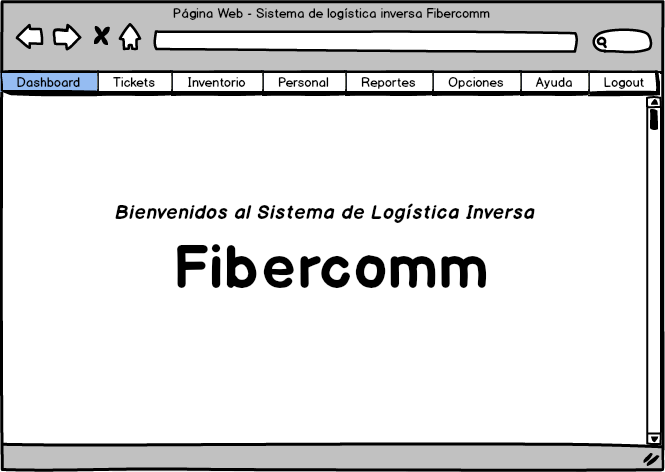 Página Web - Sistema de logística inversa Fibercomm
Dashboard Tickets Inventorio Personal Reportes Opciones Ayuda Logout
Bienvenidos al Sistema de Logística Inversa
Fibercomm